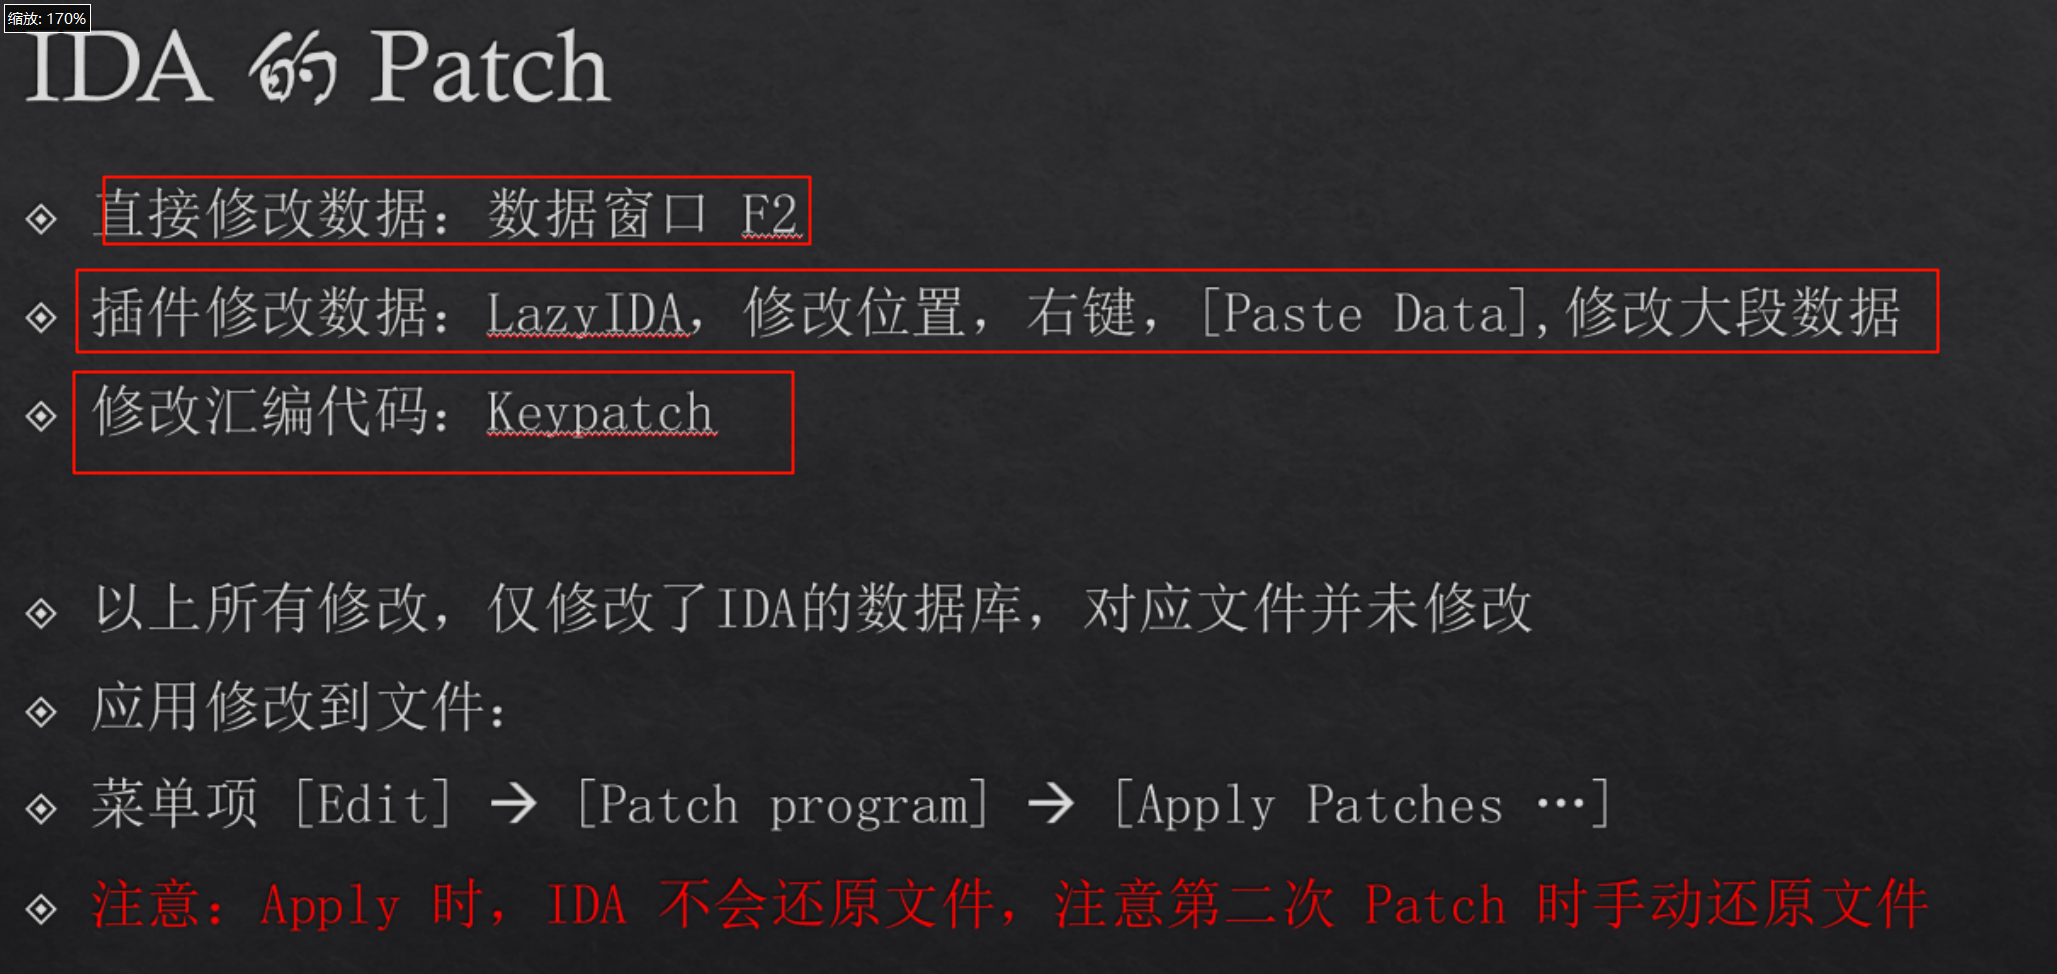 缩放: 170%
IDA 的 Patch
直接修改数据：数据窗口 F2
插件修改数据：LazyIDA，修改位置，右键，[Paste Data],修改大段数据
修改汇编代码：Keypatch
以上所有修改，仅修改了IDA的数据库，对应文件并未修改
应用修改到文件：
菜单项 [Edit] → [Patch program] → [Apply Patches …]
注意：Apply 时，IDA 不会还原文件，注意第二次 Patch 时手动还原文件